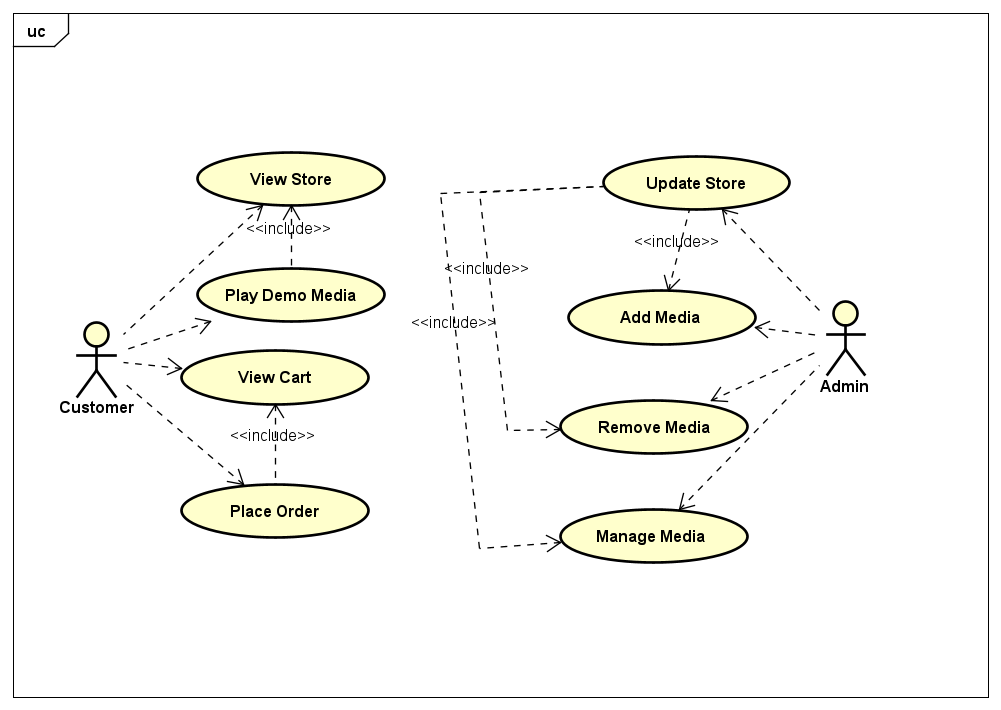 uc
View Store
<<include>>
Play Demo Media
View Cart
<<include>>
Place Order
Customer
Update Store
<<include>>
<<include>>
<<include>>
Add Media
Remove Media
Manage Media
Admin